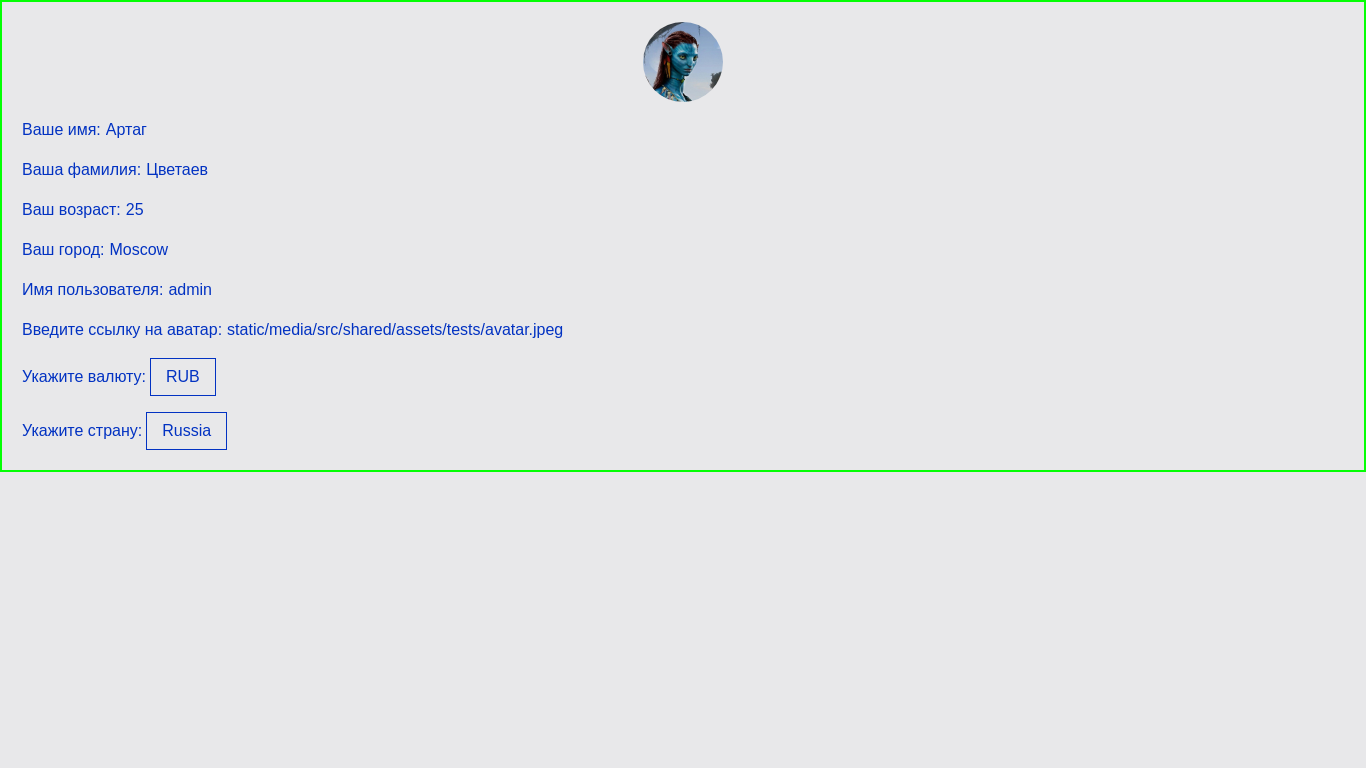 Ваше имя: Артаг
Ваша фамилия: Цветаев
Ваш возраст: 25
Ваш город: Moscow
Имя пользователя: admin
Введите ссылку на аватар: static/media/src/shared/assets/tests/avatar.jpeg
Укажите валюту: RUB
Укажите страну: Russia